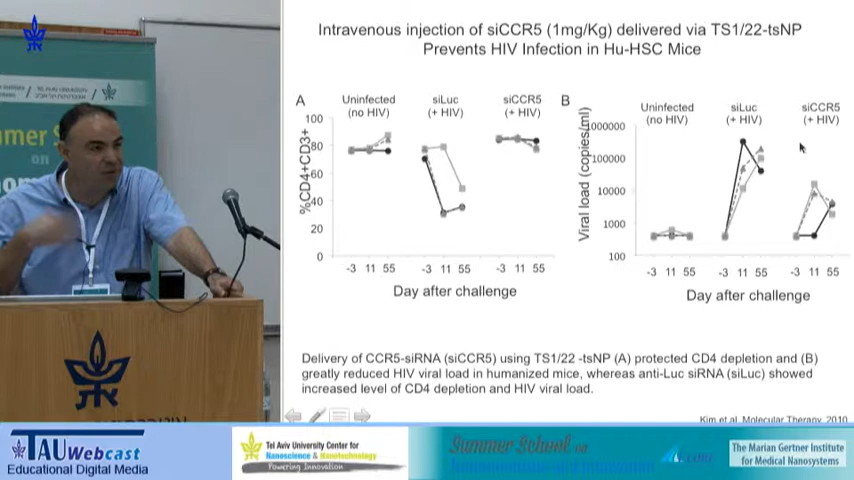 Intravenous injection of siCCR5 (1mg/Kg) delivered via TS1/22-tsNP
Prevents HIV Infection in Hu-HSC Mice
A
Uninfected
(no HIV)
siLuc
(+ HIV)
siCCR5
(+ HIV)
%CD4+CD3+
100
80
60
40
20
0
-3 11 55
-3 11 55
-3 11 55
Day after challenge
B
Uninfected
(no HIV)
siLuc
(+ HIV)
siCCR5
(+ HIV)
Viral load (copies/ml)
1000000
100000
10000
1000
100
-3 11 55
-3 11 55
-3 11 55
Day after challenge
Delivery of CCR5-siRNA (siCCR5) using TS1/22 -tsNP (A) protected CD4 depletion and (B)
greatly reduced HIV viral load in humanized mice, whereas anti-Luc siRNA (siLuc) showed
increased level of CD4 depletion and HIV viral load.
Kim et al. Molecular Therapy. 2010
mer S
on
TAUWebcast
Educational Digital Media
Tel Aviv University Center for
Nanoscience & Nanotechnology
Powering Innovation
Summer School on
The Marian Gertner Institute
for Medical Nanosystems